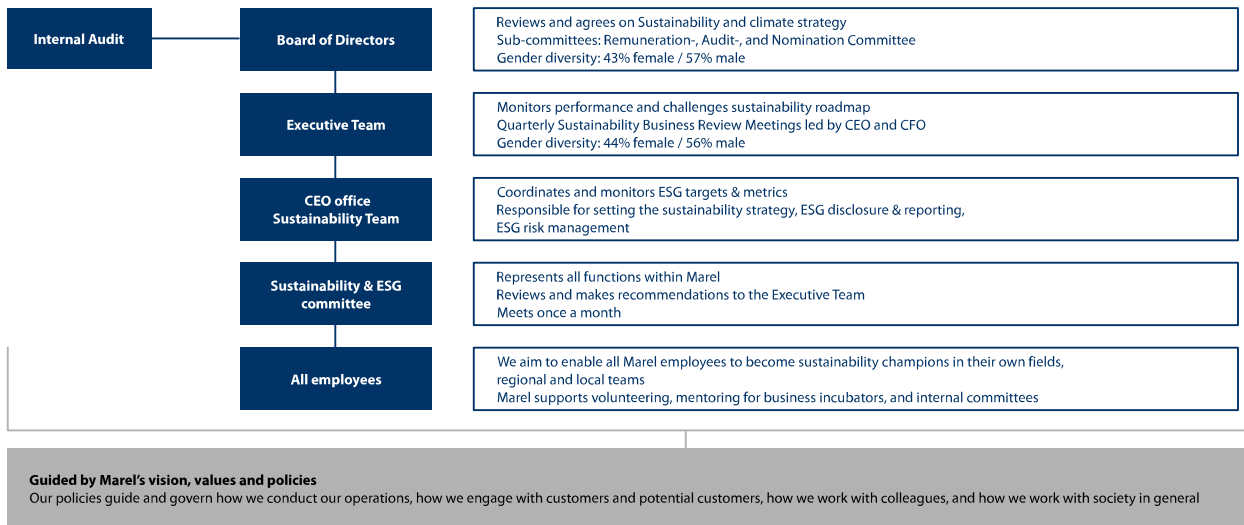 Internal Audit
Board of Directors
Reviews and agrees on Sustainability and climate strategy
Sub-committees: Remuneration-, Audit-, and Nomination Committee
Gender diversity: 43% female / 57% male
Executive Team
Monitors performance and challenges sustainability roadmap
Quarterly Sustainability Business Review Meetings led by CEO and CFO
Gender diversity: 44% female / 56% male
CEO office
Sustainability Team
Coordinates and monitors ESG targets & metrics
Responsible for setting the sustainability strategy, ESG disclosure & reporting,
ESG risk management
Sustainability & ESG
committee
Represents all functions within Marel
Reviews and makes recommendations to the Executive Team
Meets once a month
All employees
We aim to enable all Marel employees to become sustainability champions in their own fields,
regional and local teams
Marel supports volunteering, mentoring for business incubators, and internal committees
Guided by Marel's vision, values and policies
Our policies guide and govern how we conduct our operations, how we engage with customers and potential customers, how we work with colleagues, and how we work with society in general